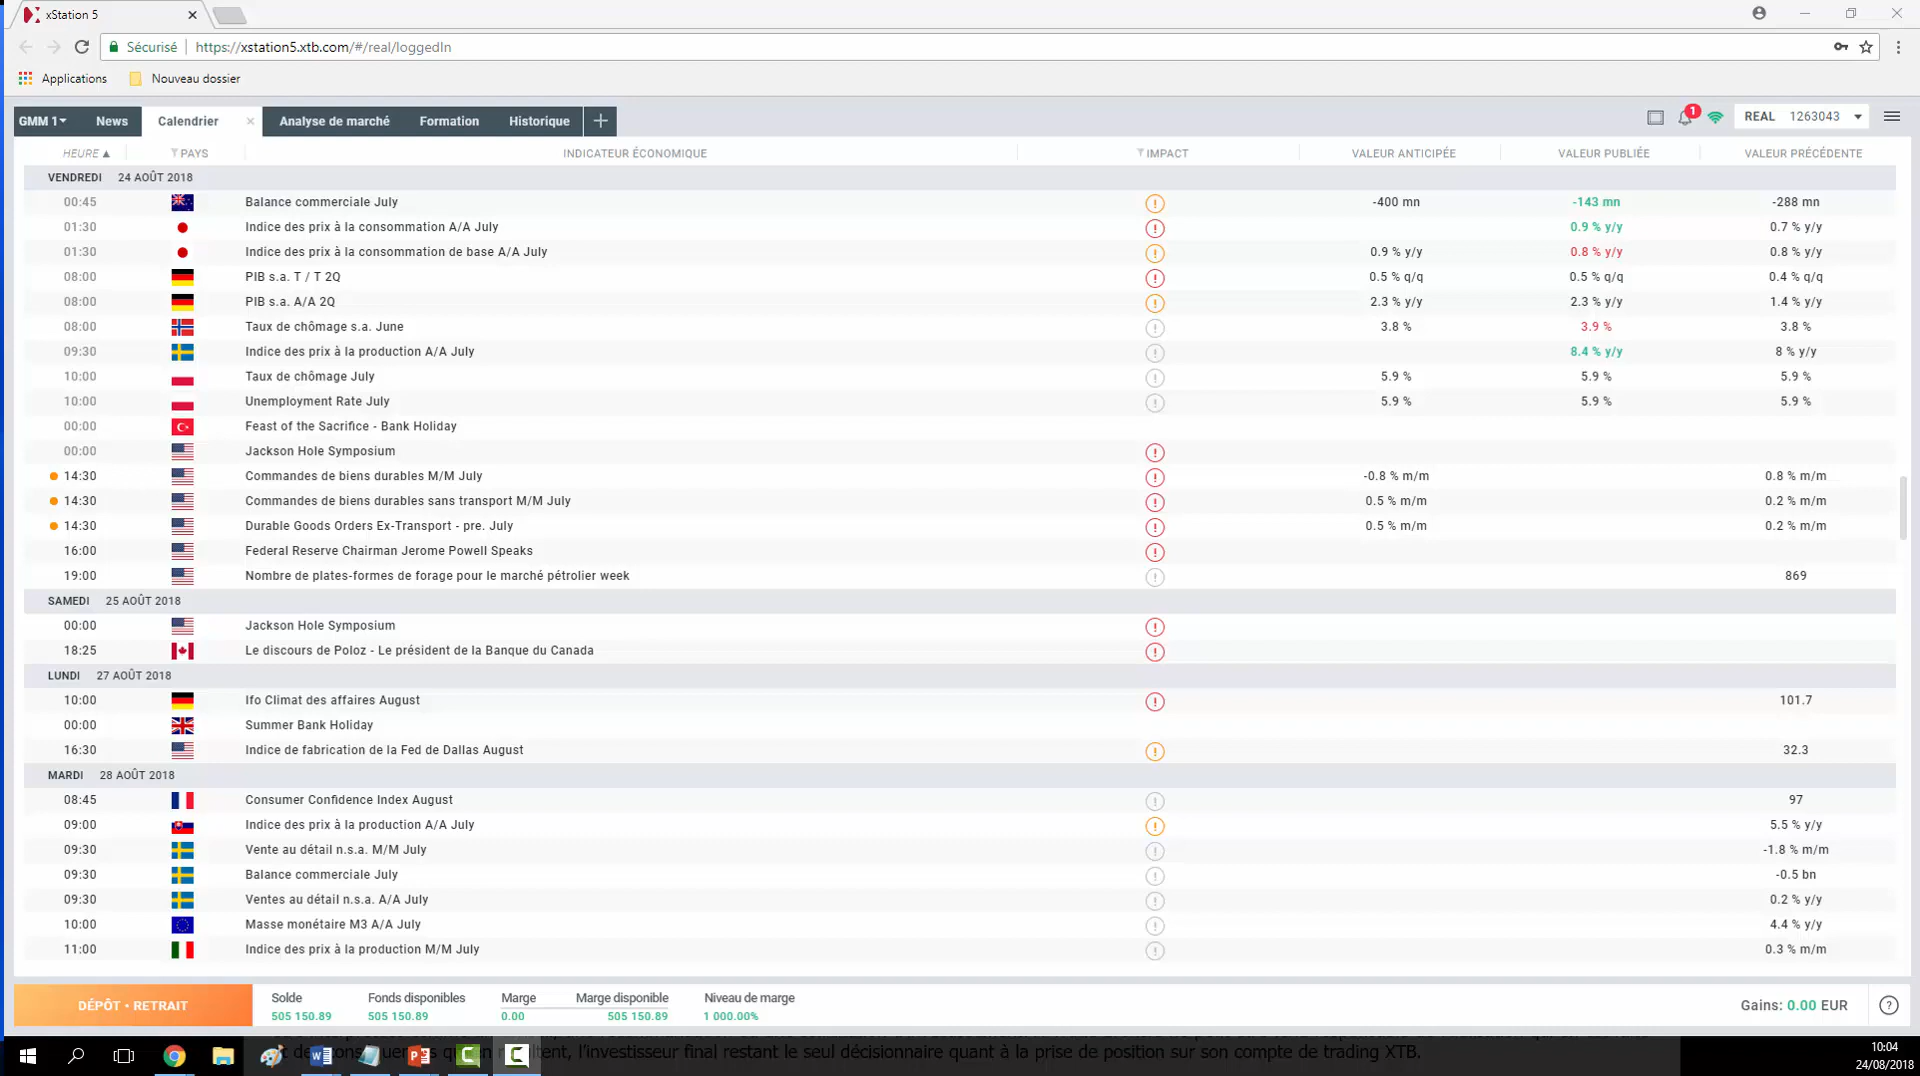 xStation 5
Sécurisé https://xstation5.xtb.com/#/real/loggedIn
Applications Nouveau dossier
GMM 1 News Calendrier Analyse de marché Formation Historique 1 REAL 1263043
HEURE PAYS INDICATEUR ÉCONOMIQUE IMPACT VALEUR ANTICIPÉE VALEUR PUBLIÉE VALEUR PRÉCÉDENTE
VENDREDI 24 AOÛT 2018
00:45 Balance commerciale July -400 mn -143 mn -288 mn
01:30 Indice des prix à la consommation A/A July 0.9 % y/y 0.7 % y/y
01:30 Indice des prix à la consommation de base A/A July 0.9 % y/y 0.8 % y/y 0.8 % y/y
08:00 PIB s.a. T / T 2Q 0.5 % q/q 0.5 % q/q 0.4 % q/q
08:00 PIB s.a. A/A 2Q 2.3 % y/y 2.3 % y/y 1.4 % y/y
08:00 Taux de chômage s.a. June 3.8 % 3.9 % 3.8 %
09:30 Indice des prix à la production A/A July 8.4 % y/y 8 % y/y
10:00 Taux de chômage July 5.9 % 5.9 % 5.9 %
10:00 Unemployment Rate July 5.9 % 5.9 % 5.9 %
00:00 Feast of the Sacrifice - Bank Holiday
00:00 Jackson Hole Symposium
14:30 Commandes de biens durables M/M July -0.8 % m/m 0.8 % m/m
14:30 Commandes de biens durables sans transport M/M July 0.5 % m/m 0.2 % m/m
14:30 Durable Goods Orders Ex-Transport - pre. July 0.5 % m/m 0.2 % m/m
16:00 Federal Reserve Chairman Jerome Powell Speaks
19:00 Nombre de plates-formes de forage pour le marché pétrolier week 869
SAMEDI 25 AOÛT 2018
00:00 Jackson Hole Symposium
18:25 Le discours de Poloz - Le président de la Banque du Canada
LUNDI 27 AOÛT 2018
10:00 Ifo Climat des affaires August 101.7
00:00 Summer Bank Holiday
16:30 Indice de fabrication de la Fed de Dallas August 32.3
MARDI 28 AOÛT 2018
08:45 Consumer Confidence Index August 97
09:00 Indice des prix à la production A/A July 5.5 % y/y
09:30 Vente au détail n.s.a. M/M July -1.8 % m/m
09:30 Balance commerciale July -0.5 bn
09:30 Ventes au détail n.s.a. A/A July 0.2 % y/y
10:00 Masse monétaire M3 A/A July 4.4 % y/y
11:00 Indice des prix à la production M/M July 0.3 % m/m
DÉPÔT • RETRAIT
Solde Fonds disponibles Marge Marge disponible Niveau de marge
505 150.89 505 150.89 0.00 505 150.89 1 000.00%
Gains: 0.00 EUR
l'investisseur final restant le seul décisionnaire quant à la prise de position sur son compte de trading XTB.
10:04
24/08/2018